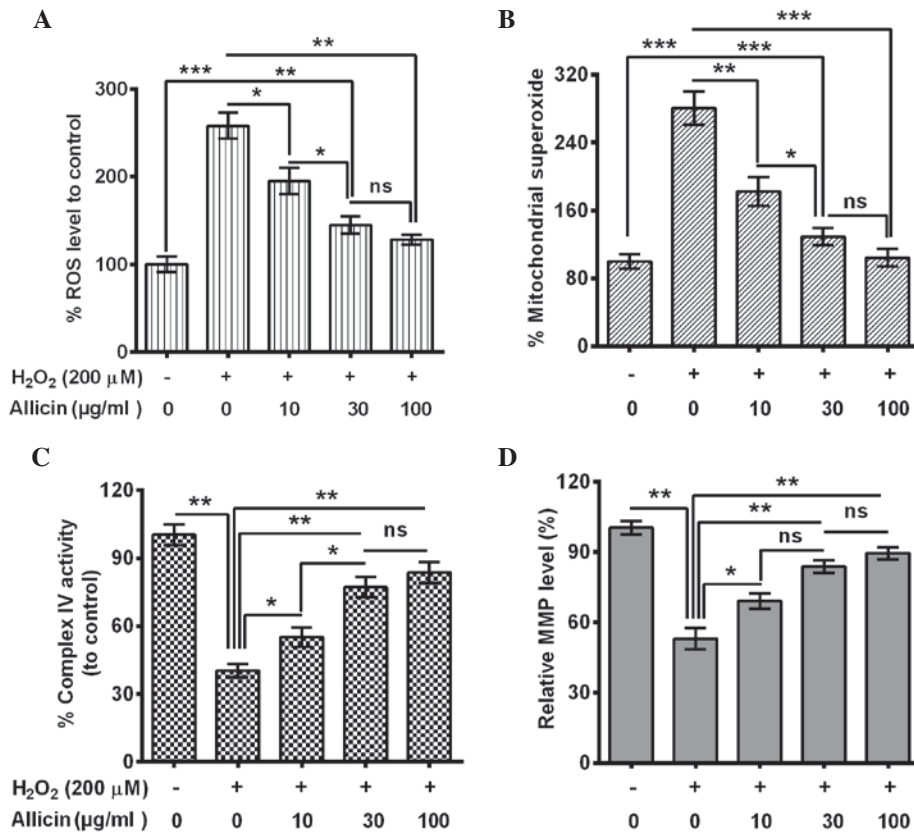 A
% ROS level to control
300
200
100
0
*** ** **
* * ns
H₂O₂ (200 µM) - + + + +
Allicin (µg/ml ) 0 0 10 30 100
B
% Mitochondrial superoxide
320
240
160
80
0
*** *** ***
** * ns
- + + + +
0 0 10 30 100
C
% Complex IV activity
(to control)
120
90
60
30
0
** ** **
* * ns
H₂O₂ (200 µM) - + + + +
Allicin (µg/ml ) 0 0 10 30 100
D
Relative MMP level (%)
120
90
60
30
0
** ** **
* ns ns
- + + + +
0 0 10 30 100